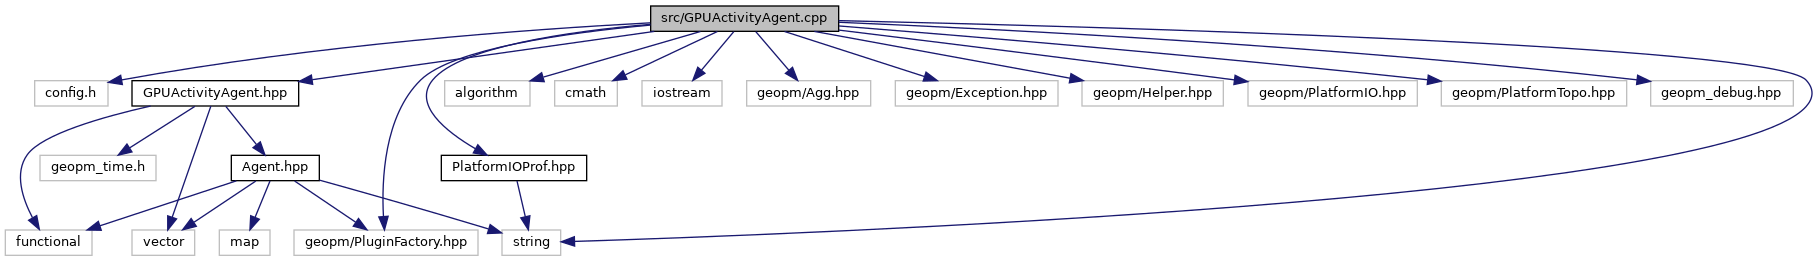 src/GPUActivityAgent.cpp
config.h
GPUActivityAgent.hpp
algorithm
cmath
iostream
geopm/Agg.hpp
geopm/Exception.hpp
geopm/Helper.hpp
geopm/PlatformIO.hpp
geopm/PlatformTopo.hpp
geopm_debug.hpp
geopm_time.h
Agent.hpp
PlatformIOProf.hpp
functional
vector
map
geopm/PluginFactory.hpp
string